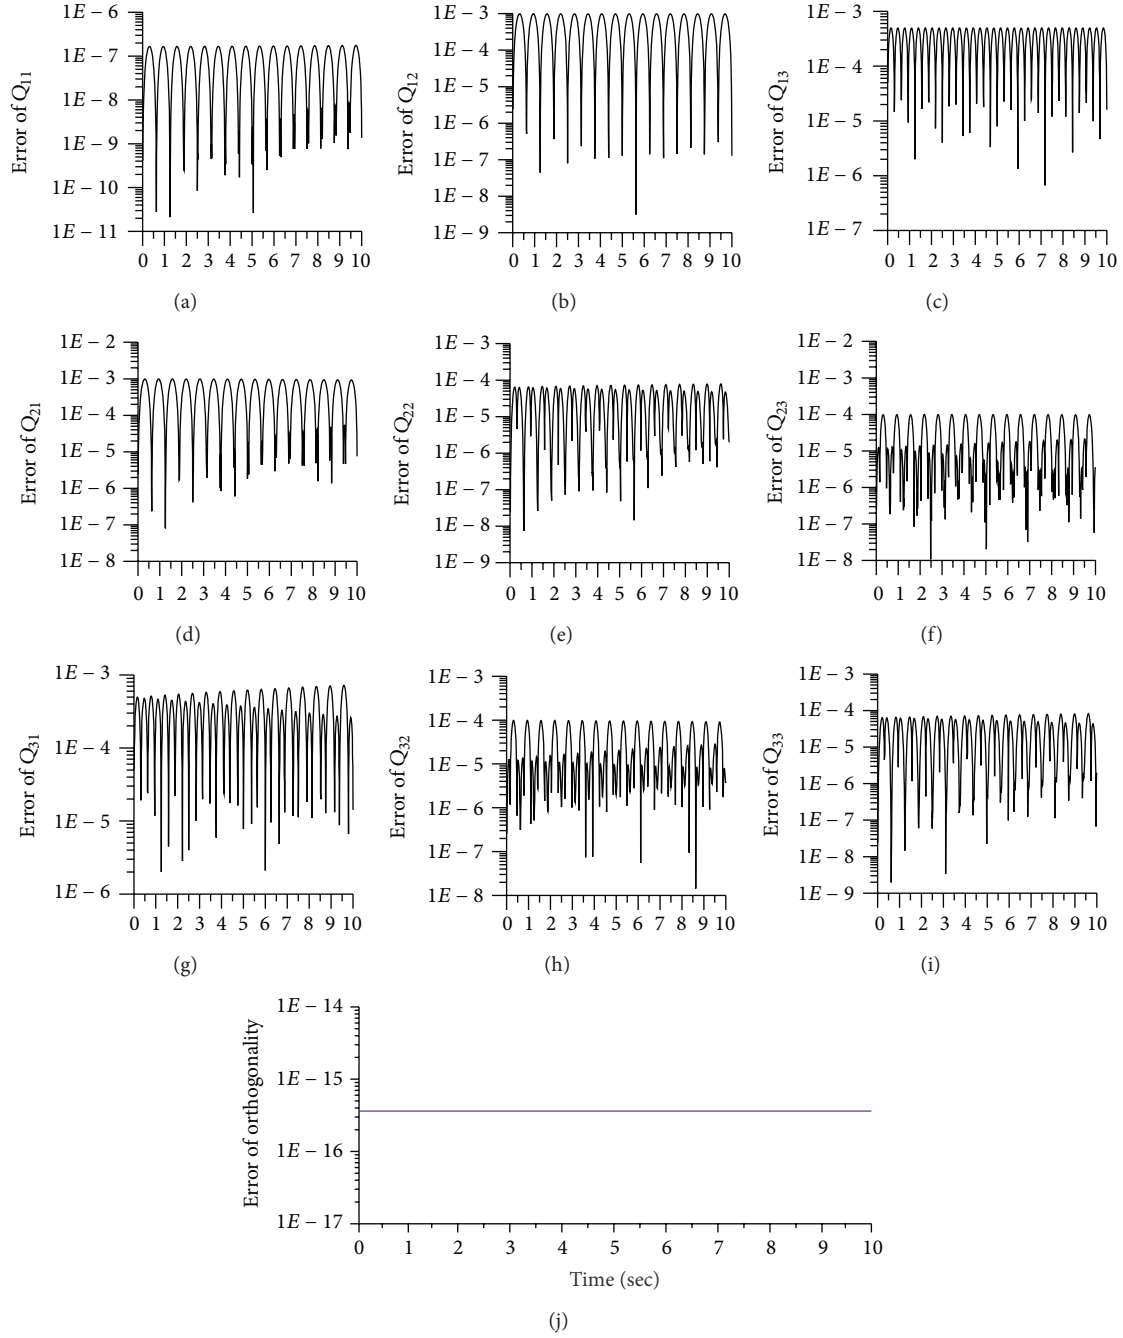 1E − 6
1E − 7
1E − 8
1E − 9
1E − 10
1E − 11
Error of Q11
0 1 2 3 4 5 6 7 8 9 10
(a)
1E − 3
1E − 4
1E − 5
1E − 6
1E − 7
1E − 8
1E − 9
Error of Q12
0 1 2 3 4 5 6 7 8 9 10
(b)
1E − 3
1E − 4
1E − 5
1E − 6
1E − 7
Error of Q13
0 1 2 3 4 5 6 7 8 9 10
(c)
1E − 2
1E − 3
1E − 4
1E − 5
1E − 6
1E − 7
1E − 8
Error of Q21
0 1 2 3 4 5 6 7 8 9 10
(d)
1E − 3
1E − 4
1E − 5
1E − 6
1E − 7
1E − 8
1E − 9
Error of Q22
0 1 2 3 4 5 6 7 8 9 10
(e)
1E − 2
1E − 3
1E − 4
1E − 5
1E − 6
1E − 7
1E − 8
Error of Q23
0 1 2 3 4 5 6 7 8 9 10
(f)
1E − 3
1E − 4
1E − 5
1E − 6
Error of Q31
0 1 2 3 4 5 6 7 8 9 10
(g)
1E − 3
1E − 4
1E − 5
1E − 6
1E − 7
1E − 8
Error of Q32
0 1 2 3 4 5 6 7 8 9 10
(h)
1E − 3
1E − 4
1E − 5
1E − 6
1E − 7
1E − 8
1E − 9
Error of Q33
0 1 2 3 4 5 6 7 8 9 10
(i)
1E − 14
1E − 15
1E − 16
1E − 17
Error of orthogonality
0 1 2 3 4 5 6 7 8 9 10
Time (sec)
(j)